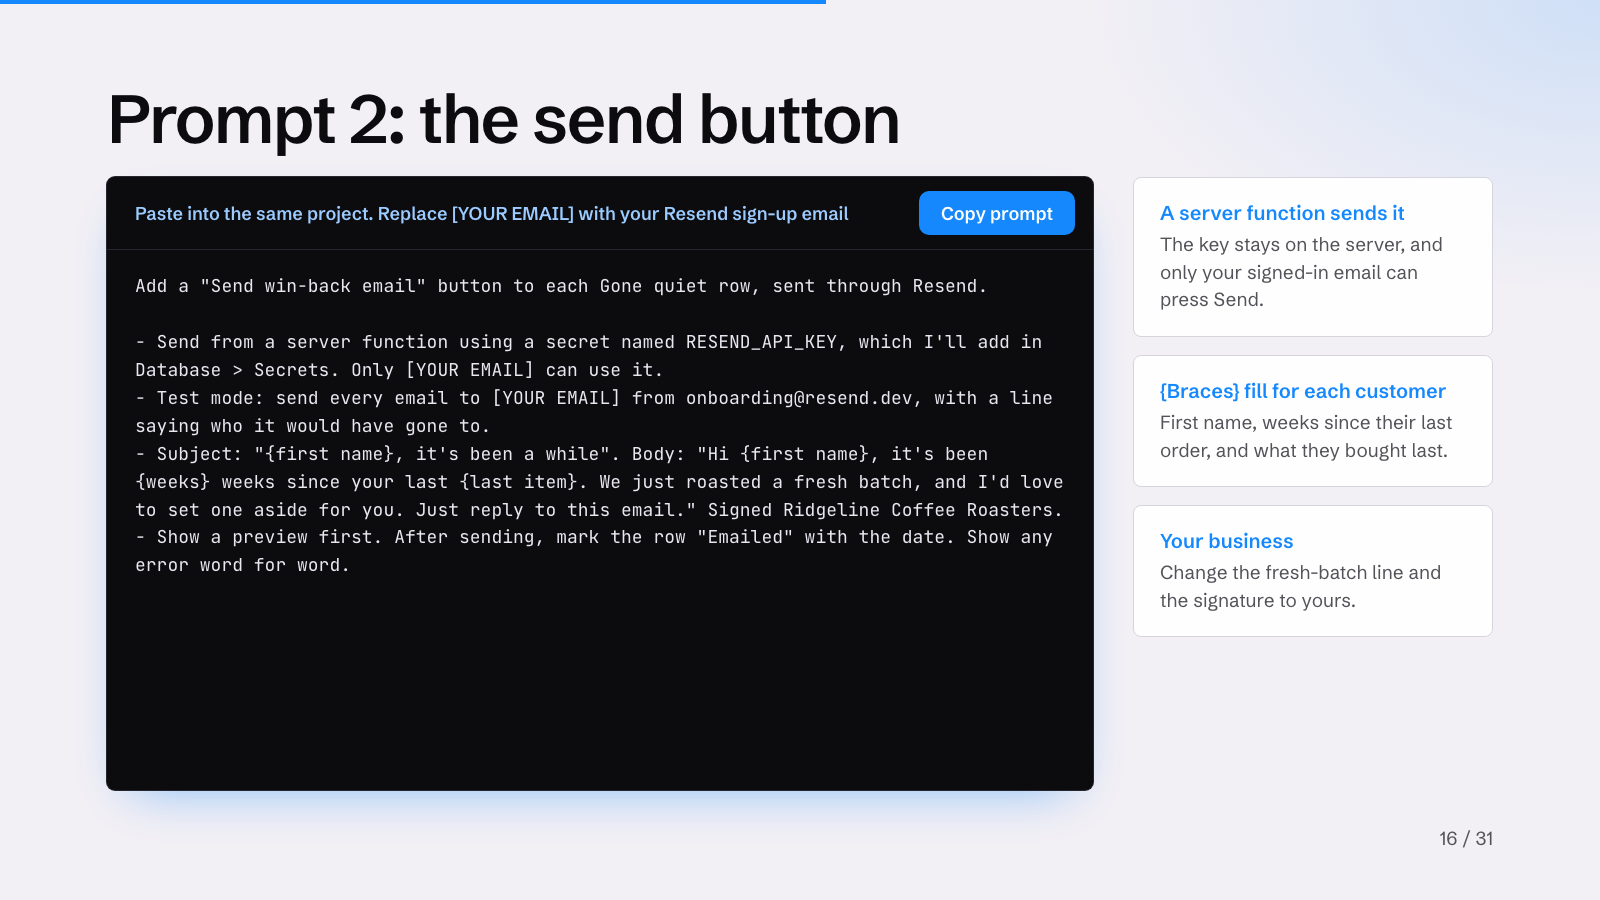 Prompt 2: the send button
Paste into the same project. Replace [YOUR EMAIL] with your Resend sign-up email
Copy prompt
Add a "Send win-back email" button to each Gone quiet row, sent through Resend.
- Send from a server function using a secret named RESEND_API_KEY, which I'll add in
Database > Secrets. Only [YOUR EMAIL] can use it.
- Test mode: send every email to [YOUR EMAIL] from onboarding@resend.dev, with a line
saying who it would have gone to.
- Subject: "{first name}, it's been a while". Body: "Hi {first name}, it's been
{weeks} weeks since your last {last item}. We just roasted a fresh batch, and I'd love
to set one aside for you. Just reply to this email." Signed Ridgeline Coffee Roasters.
- Show a preview first. After sending, mark the row "Emailed" with the date. Show any
error word for word.
A server function sends it
The key stays on the server, and
only your signed-in email can
press Send.
{Braces} fill for each customer
First name, weeks since their last
order, and what they bought last.
Your business
Change the fresh-batch line and
the signature to yours.
16 / 31